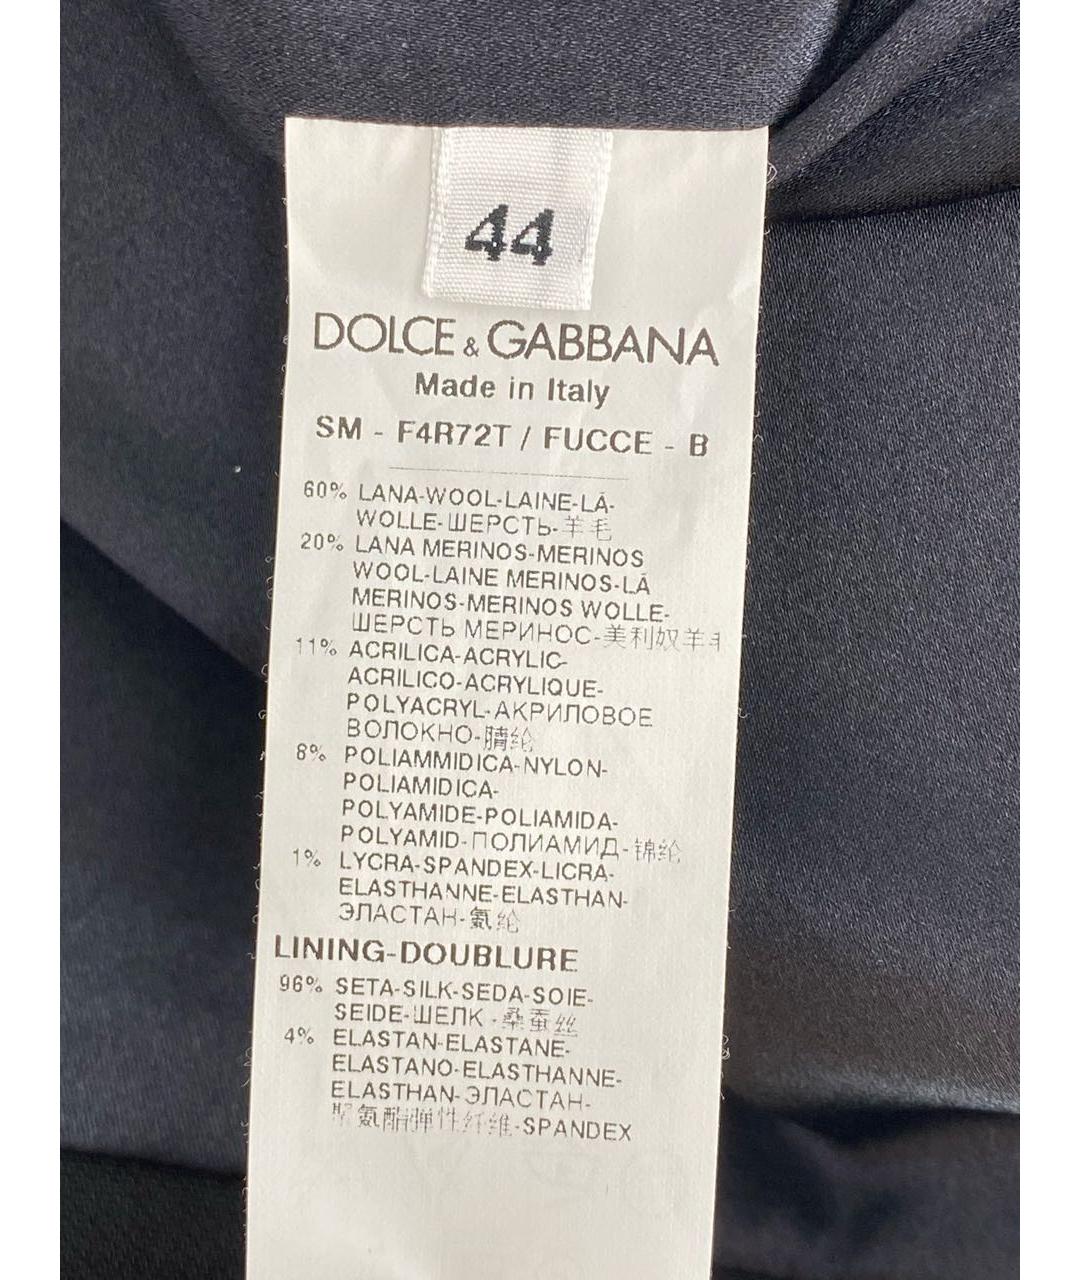 44
DOLCE & GABBANA
Made in Italy
SM - F4R72T / FUCCE - B
60% LANA-WOOL-LAINE-LÃ-
WOLLE-ШЕРСТЬ-羊毛
20% LANA MERINOS-MERINOS
WOOL-LAINE MERINOS-LÃ
MERINOS-MERINOS WOLLE-
ШЕРСТЬ МЕРИНОС-美利奴羊毛
11% ACRILICA-ACRYLIC-
ACRILICO-ACRYLIQUE-
POLYACRYL-АКРИЛОВОЕ
ВОЛОКНО-腈纶
8% POLIAMMIDICA-NYLON-
POLIAMIDICA-
POLYAMIDE-POLIAMIDA-
POLYAMID-ПОЛИАМИД-锦纶
1% LYCRA-SPANDEX-LICRA-
ELASTHANNE-ELASTHAN-
ЭЛАСТАН-氨纶
LINING-DOUBLURE
96% SETA-SILK-SEDA-SOIE-
SEIDE-ШЕЛК -桑蚕丝
4% ELASTAN-ELASTANE-
ELASTANO-ELASTHANNE-
ELASTHAN-ЭЛАСТАН-
聚氨酯弹性纤维-SPANDEX